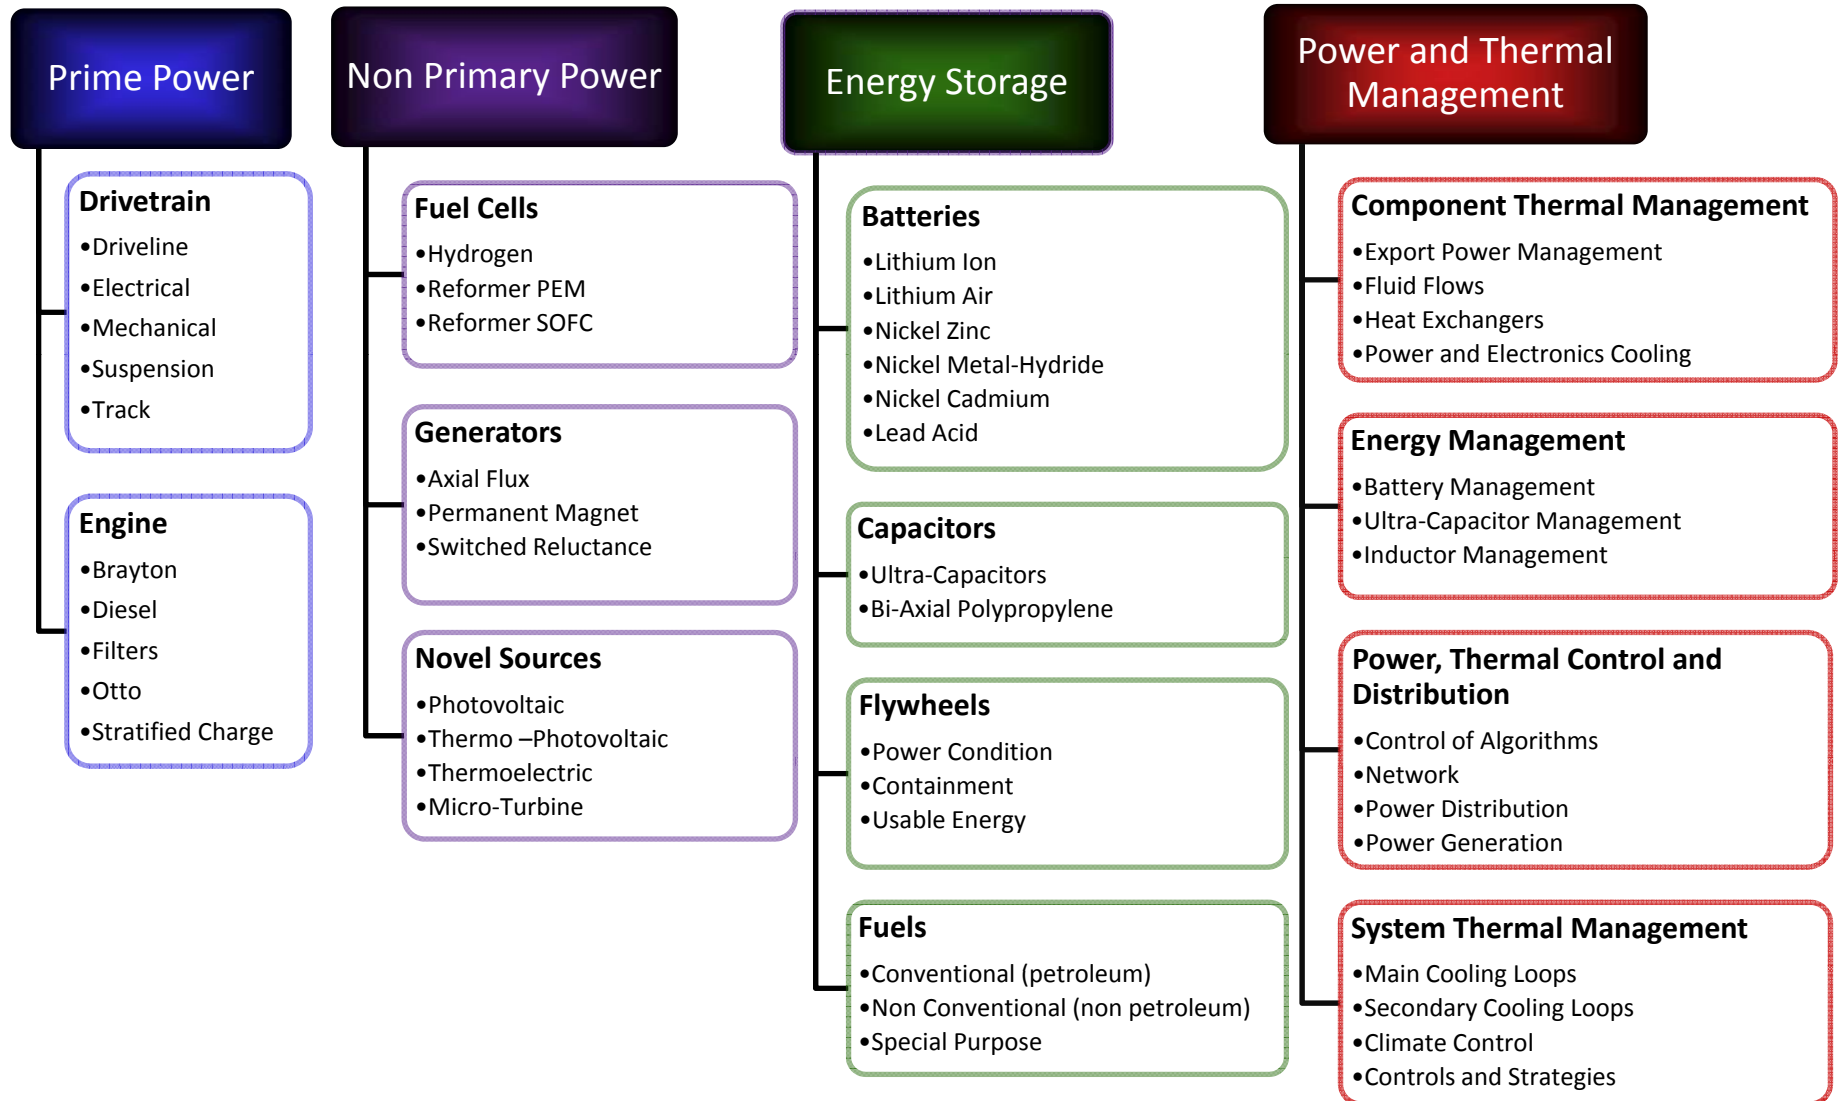 Prime Power
Drivetrain
•Driveline
•Electrical
•Mechanical
•Suspension
•Track
Engine
•Brayton
•Diesel
•Filters
•Otto
•Stratified Charge
Non Primary Power
Fuel Cells
•Hydrogen
•Reformer PEM
•Reformer SOFC
Generators
•Axial Flux
•Permanent Magnet
•Switched Reluctance
Novel Sources
•Photovoltaic
•Thermo –Photovoltaic
•Thermoelectric
•Micro-Turbine
Energy Storage
Batteries
•Lithium Ion
•Lithium Air
•Nickel Zinc
•Nickel Metal-Hydride
•Nickel Cadmium
•Lead Acid
Capacitors
•Ultra-Capacitors
•Bi-Axial Polypropylene
Flywheels
•Power Condition
•Containment
•Usable Energy
Fuels
•Conventional (petroleum)
•Non Conventional (non petroleum)
•Special Purpose
Power and Thermal
Management
Component Thermal Management
•Export Power Management
•Fluid Flows
•Heat Exchangers
•Power and Electronics Cooling
Energy Management
•Battery Management
•Ultra-Capacitor Management
•Inductor Management
Power, Thermal Control and
Distribution
•Control of Algorithms
•Network
•Power Distribution
•Power Generation
System Thermal Management
•Main Cooling Loops
•Secondary Cooling Loops
•Climate Control
•Controls and Strategies